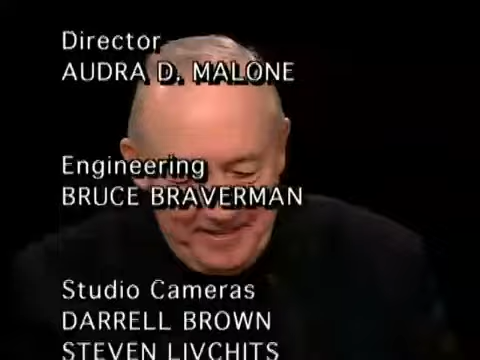 Director
AUDRA D. MALONE
Engineering
BRUCE BRAVERMAN
Studio Cameras
DARRELL BROWN
STEVEN LIVCHITS